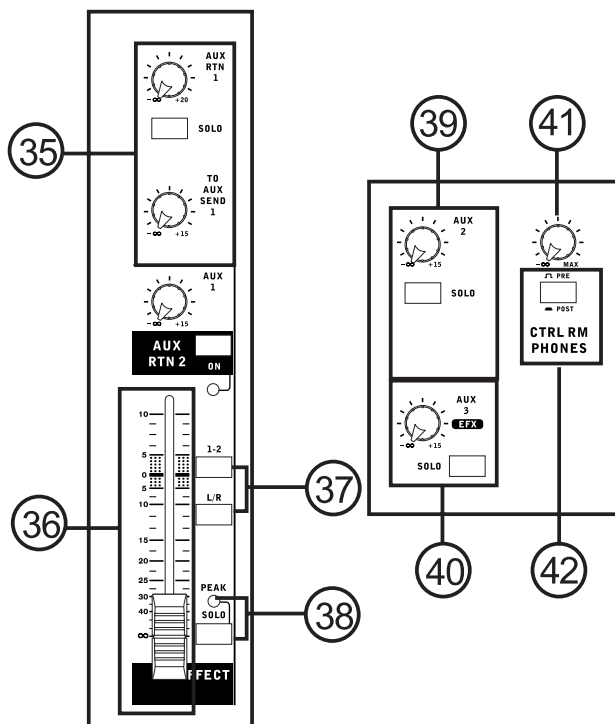 AUX
RTN
1
-∞ +20
SOLO
35
TO
AUX
SEND
1
-∞ +15
AUX
1
-∞ +15
AUX
RTN 2
ON
10
5
0
5
10
15
20
25
30
40
∞
1-2
L/R
37
36
PEAK
SOLO
38
FFECT
39
41
AUX
2
-∞ +15
SOLO
-∞ MAX
PRE
POST
CTRL RM
PHONES
AUX
3
EFX
-∞ +15
SOLO
40
42